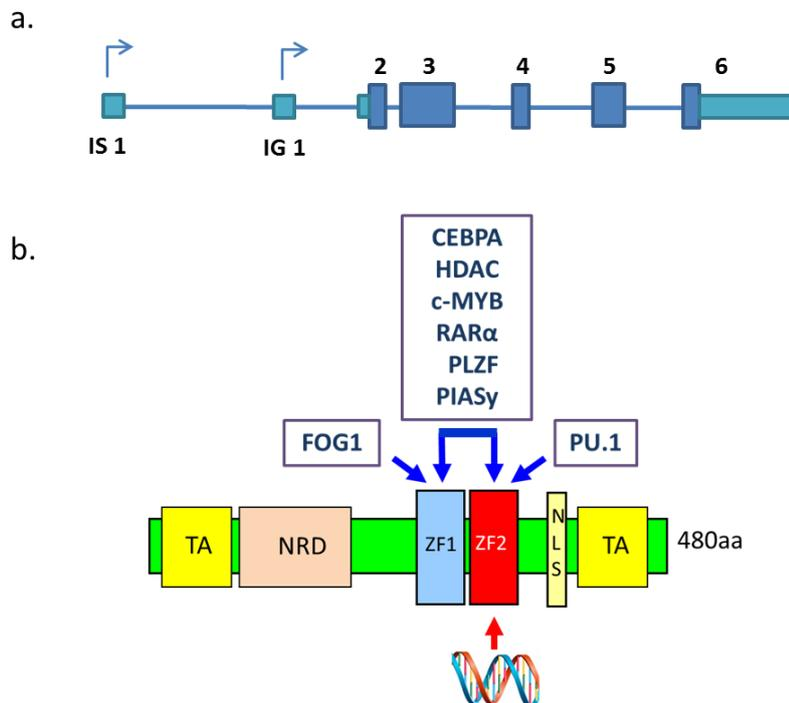 a.
2 3 4 5 6
IS 1 IG 1
b.
CEBPA
HDAC
c-MYB
RARα
PLZF
PIASy
FOG1 PU.1
TA NRD ZF1 ZF2 NLS TA 480aa